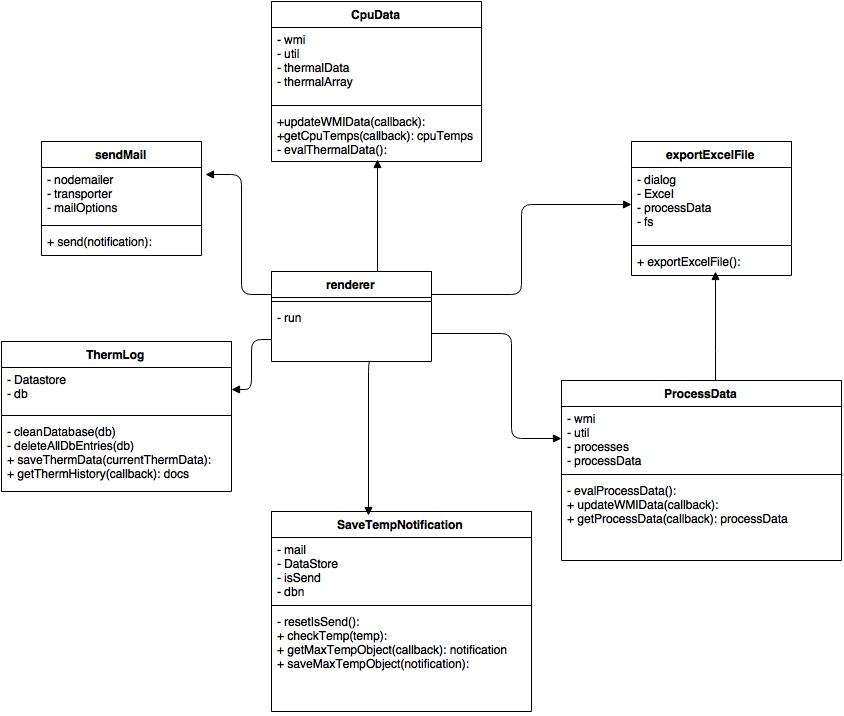 CpuData
- wmi
- util
- thermalData
- thermalArray
+updateWMIData(callback):
+getCpuTemps(callback): cpuTemps
- evalThermalData():
sendMail
- nodemailer
- transporter
- mailOptions
+ send(notification):
exportExcelFile
- dialog
- Excel
- processData
- fs
+ exportExcelFile():
renderer
- run
ThermLog
- Datastore
- db
- cleanDatabase(db)
- deleteAllDbEntries(db)
+ saveThermData(currentThermData):
+ getThermHistory(callback): docs
ProcessData
- wmi
- util
- processes
- processData
- evalProcessData():
+ updateWMIData(callback):
+ getProcessData(callback): processData
SaveTempNotification
- mail
- DataStore
- isSend
- dbn
- resetIsSend():
+ checkTemp(temp):
+ getMaxTempObject(callback): notification
+ saveMaxTempObject(notification):